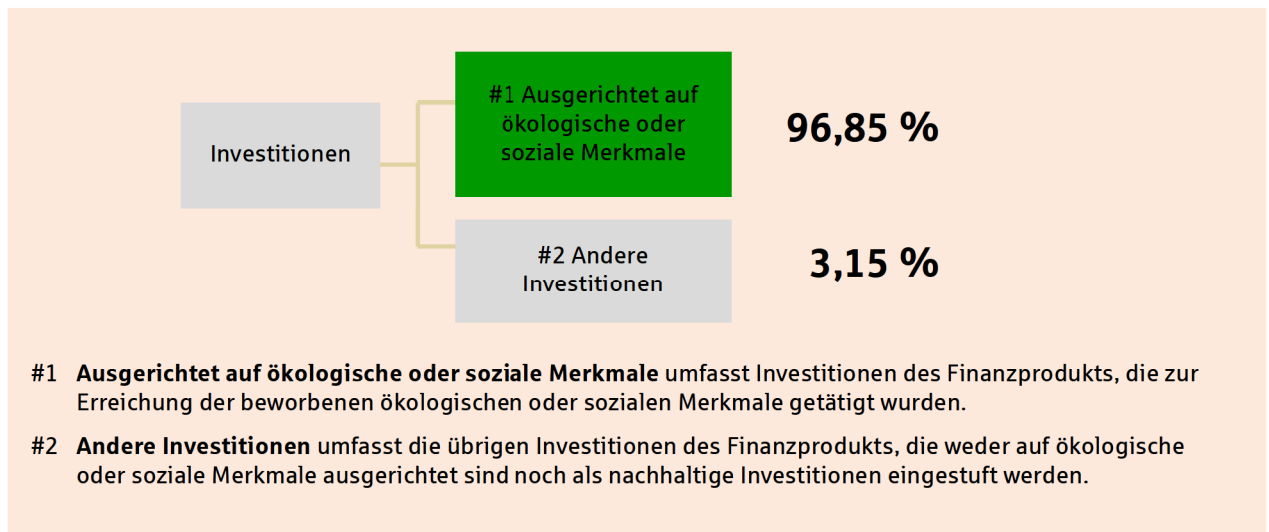 #1 Ausgerichtet auf
ökologische oder
soziale Merkmale
96,85 %
Investitionen
#2 Andere
Investitionen
3,15 %
#1 Ausgerichtet auf ökologische oder soziale Merkmale umfasst Investitionen des Finanzprodukts, die zur
Erreichung der beworbenen ökologischen oder sozialen Merkmale getätigt wurden.
#2 Andere Investitionen umfasst die übrigen Investitionen des Finanzprodukts, die weder auf ökologische
oder soziale Merkmale ausgerichtet sind noch als nachhaltige Investitionen eingestuft werden.